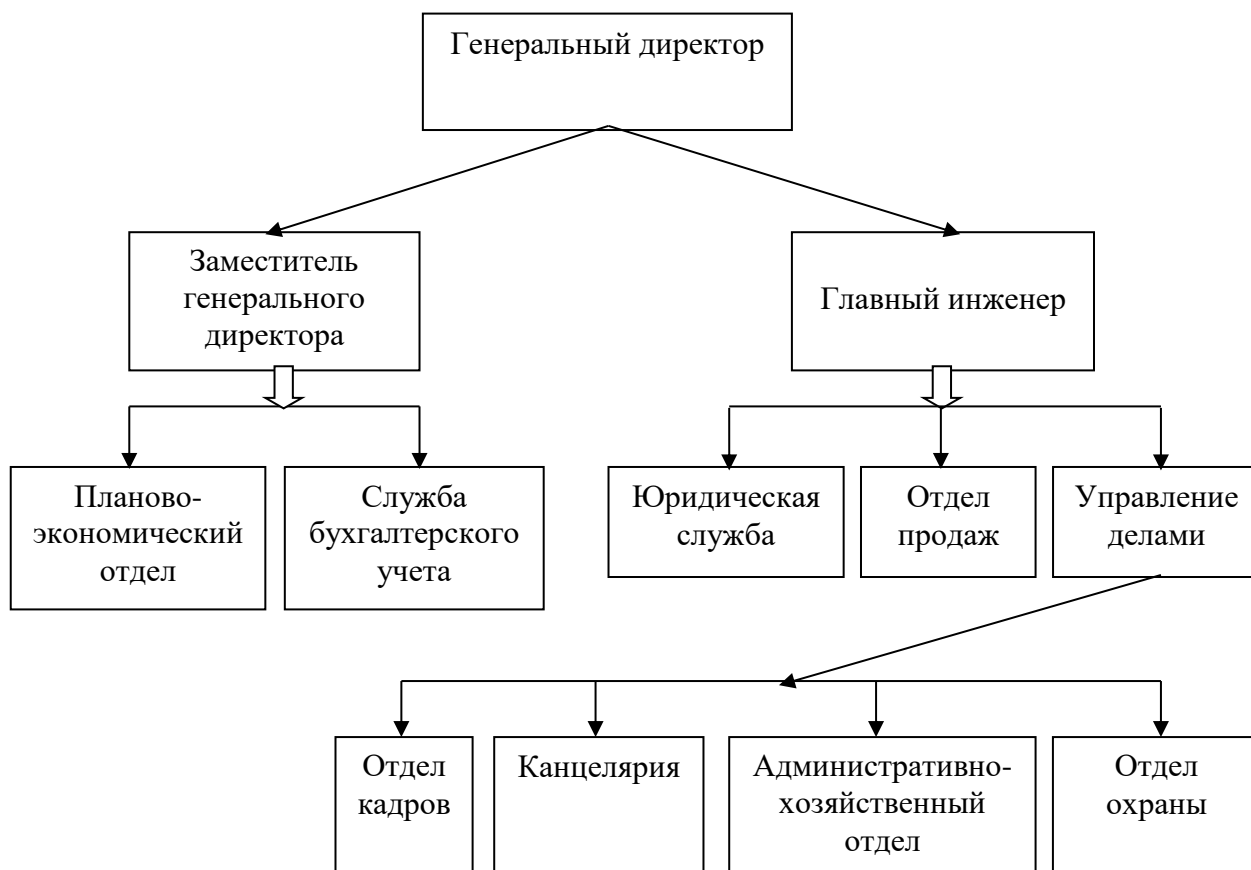 Генеральный директор
Заместитель
генерального
директора
Главный инженер
Планово-
экономический
отдел
Служба
бухгалтерского
учета
Юридическая
служба
Отдел
продаж
Управление
делами
Отдел
кадров
Канцелярия
Административно-
хозяйственный
отдел
Отдел
охраны